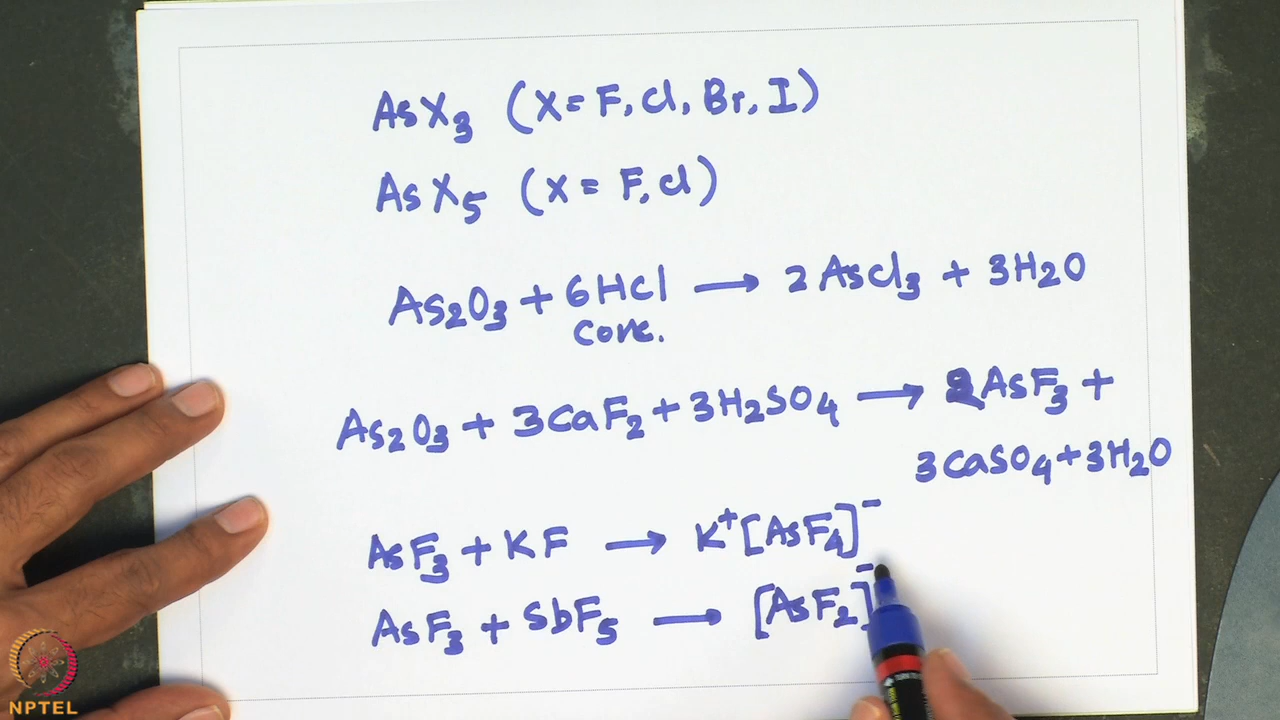 AsX₃ (X = F, Cl, Br, I)
AsX₅ (X = F, Cl)
As₂O₃ + 6HCl → 2AsCl₃ + 3H₂O
conc.
As₂O₃ + 3CaF₂ + 3H₂SO₄ → 2AsF₃ +
3CaSO₄ + 3H₂O
AsF₃ + KF → K⁺[AsF₄]⁻
AsF₃ + SbF₅ → [AsF₂]⁻
NPTEL